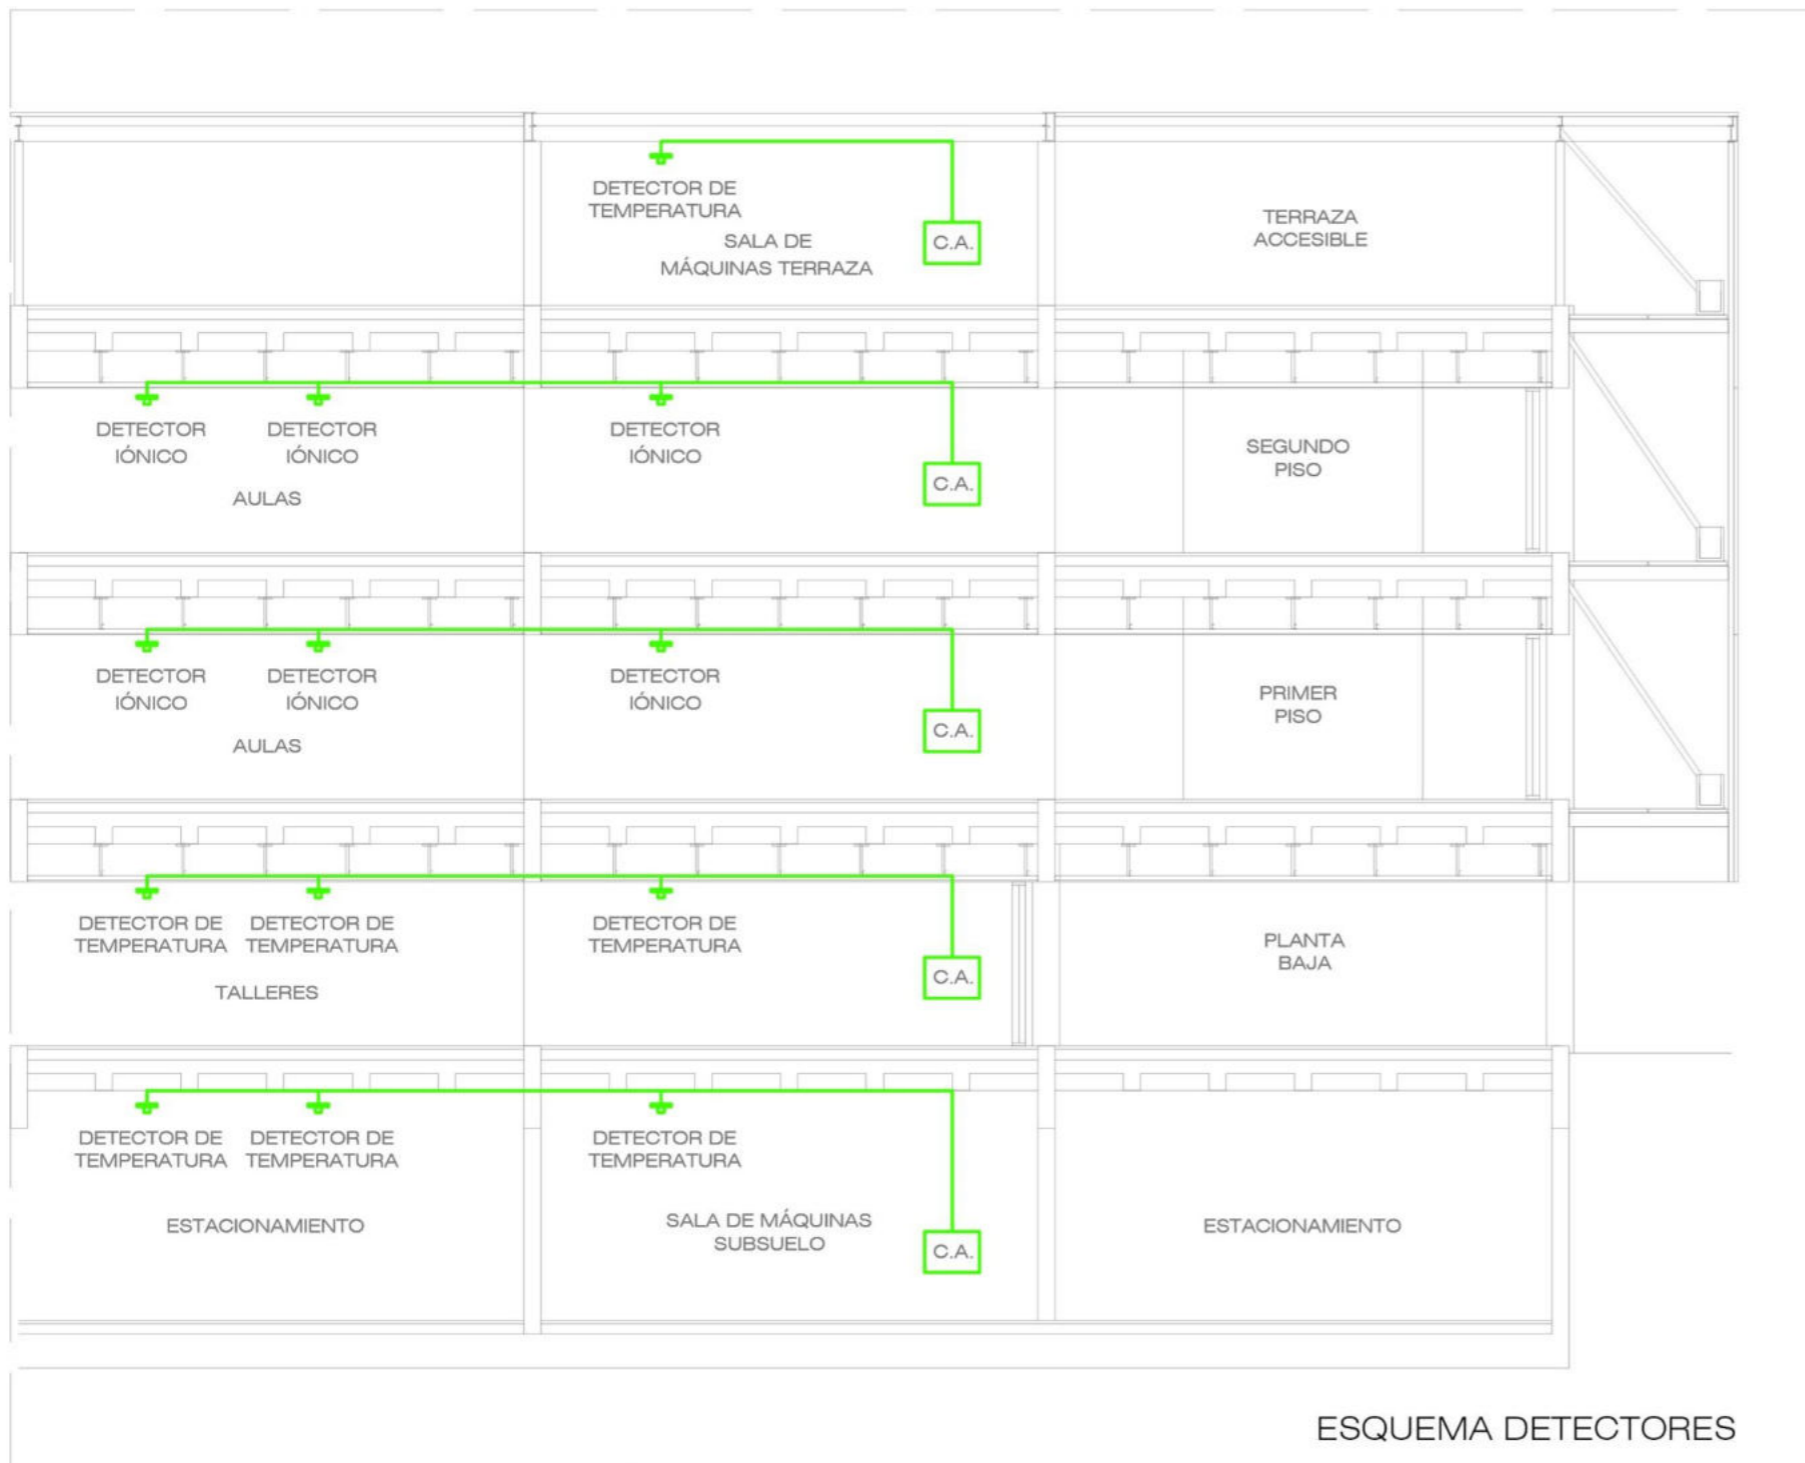 DETECTOR DE
TEMPERATURA
SALA DE
MÁQUINAS TERRAZA
C.A.
TERRAZA
ACCESIBLE
DETECTOR
IÓNICO
DETECTOR
IÓNICO
DETECTOR
IÓNICO
AULAS
C.A.
SEGUNDO
PISO
DETECTOR
IÓNICO
DETECTOR
IÓNICO
DETECTOR
IÓNICO
AULAS
C.A.
PRIMER
PISO
DETECTOR DE
TEMPERATURA
DETECTOR DE
TEMPERATURA
DETECTOR DE
TEMPERATURA
TALLERES
C.A.
PLANTA
BAJA
DETECTOR DE
TEMPERATURA
DETECTOR DE
TEMPERATURA
DETECTOR DE
TEMPERATURA
ESTACIONAMIENTO
SALA DE MÁQUINAS
SUBSUELO
C.A.
ESTACIONAMIENTO
ESQUEMA DETECTORES